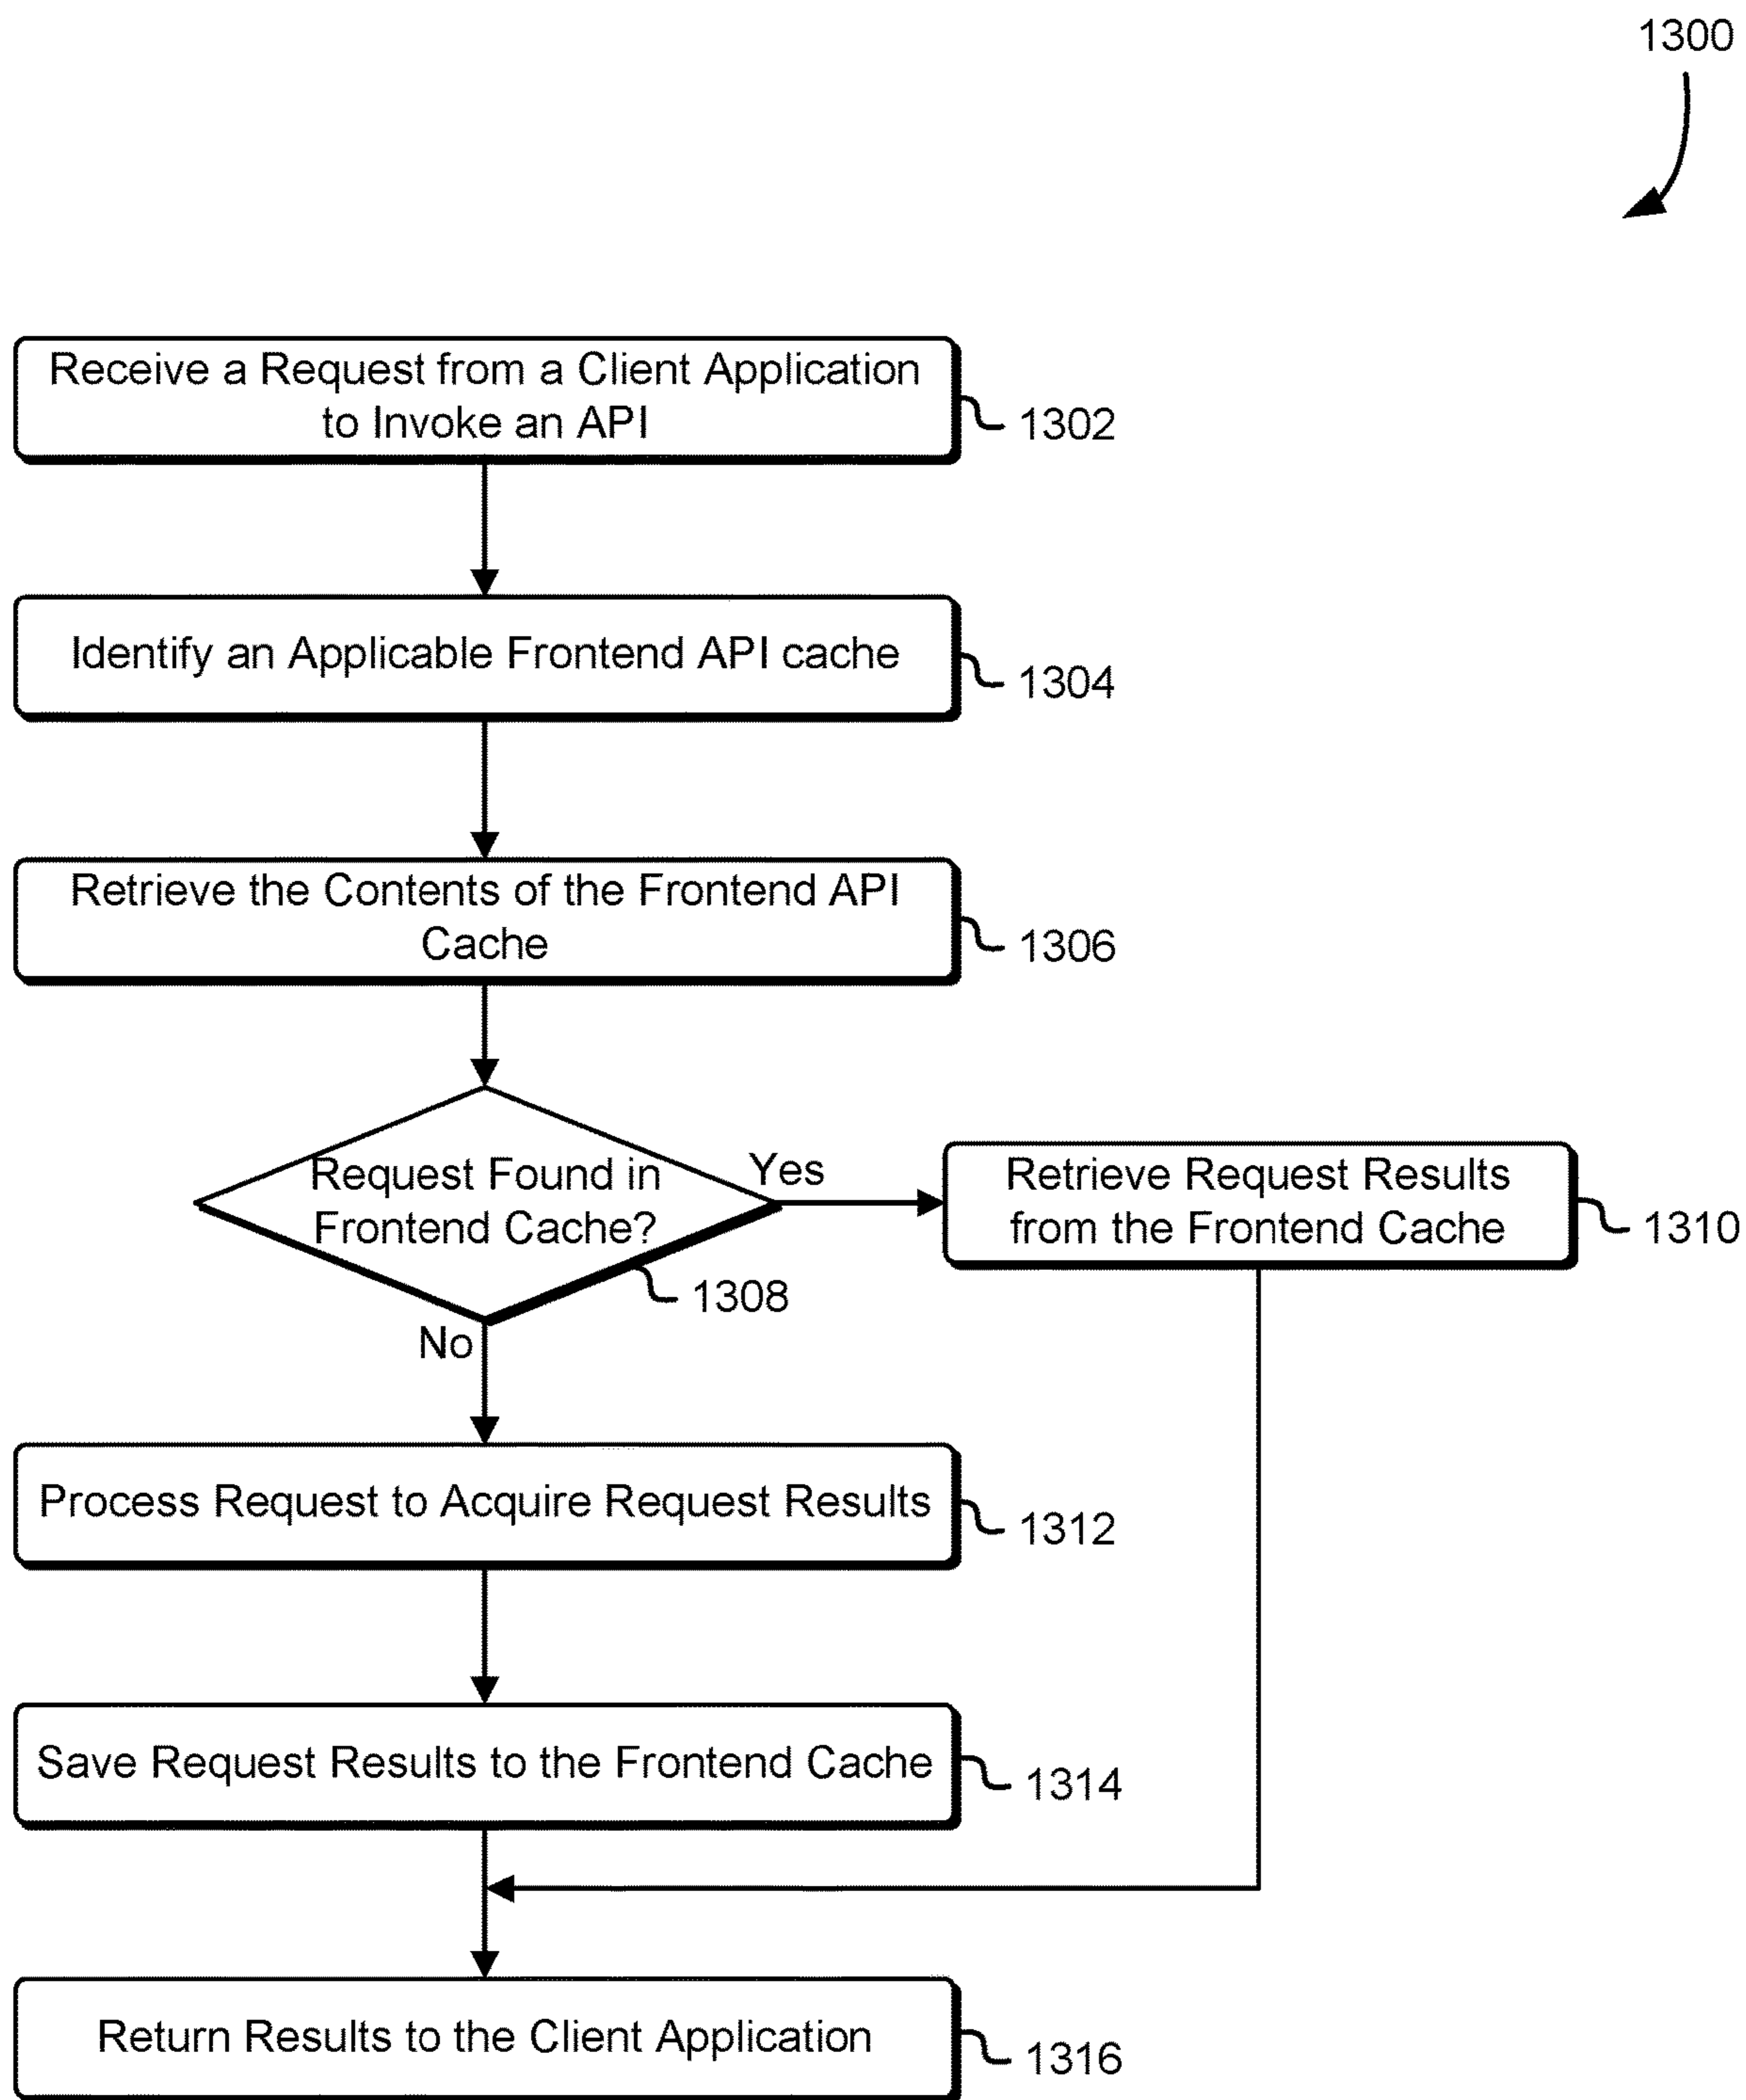 1300
Receive a Request from a Client Application
to Invoke an API
1302
Identify an Applicable Frontend API cache
1304
Retrieve the Contents of the Frontend API
Cache
1306
Request Found in
Frontend Cache?
1308
Yes
Retrieve Request Results
from the Frontend Cache
1310
No
Process Request to Acquire Request Results
1312
Save Request Results to the Frontend Cache
1314
Return Results to the Client Application
1316